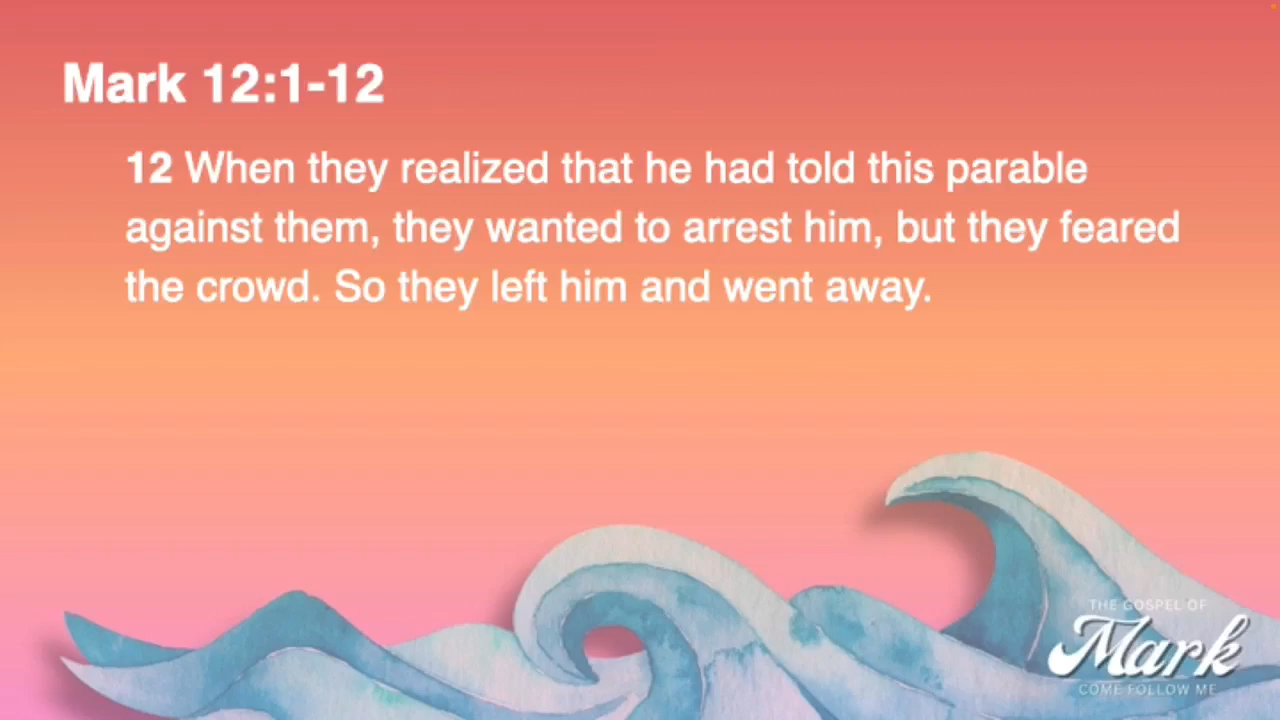 Mark 12:1-12
12 When they realized that he had told this parable
against them, they wanted to arrest him, but they feared
the crowd. So they left him and went away.
THE GOSPEL OF
Mark
COME FOLLOW ME